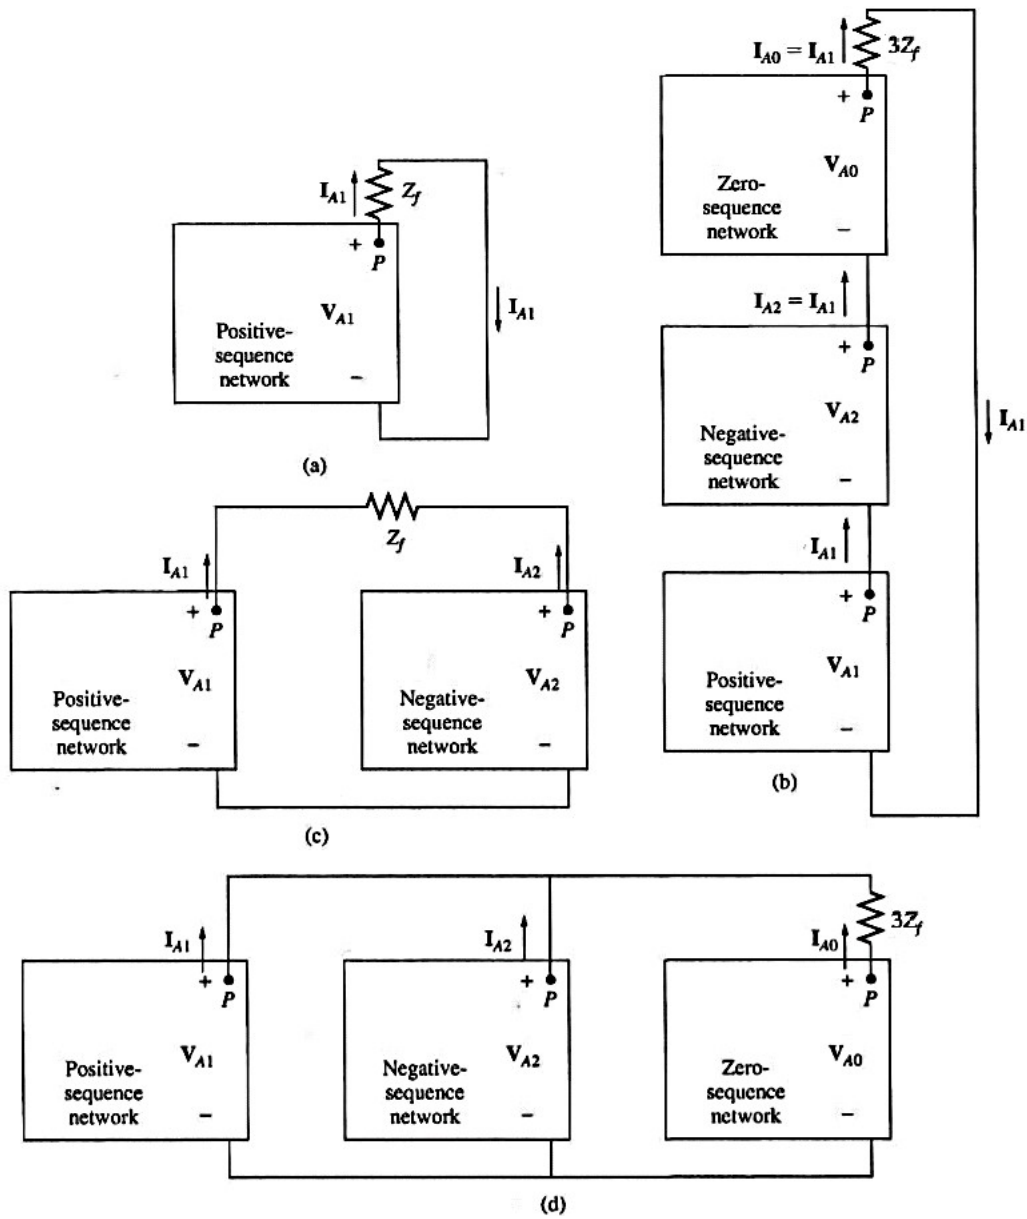 I_A1
Z_f
+
P
V_A1
I_A1
Positive-
sequence
network
−
(a)
I_A0 = I_A1
3Z_f
+
P
V_A0
Zero-
sequence
network
−
I_A2 = I_A1
+
P
V_A2
I_A1
Negative-
sequence
network
−
I_A1
+
P
V_A1
Positive-
sequence
network
−
(b)
Z_f
I_A1
+
P
V_A1
Positive-
sequence
network
−
I_A2
+
P
V_A2
Negative-
sequence
network
−
(c)
I_A1
+
P
V_A1
Positive-
sequence
network
−
I_A2
+
P
V_A2
Negative-
sequence
network
−
3Z_f
I_A0
+
P
V_A0
Zero-
sequence
network
−
(d)